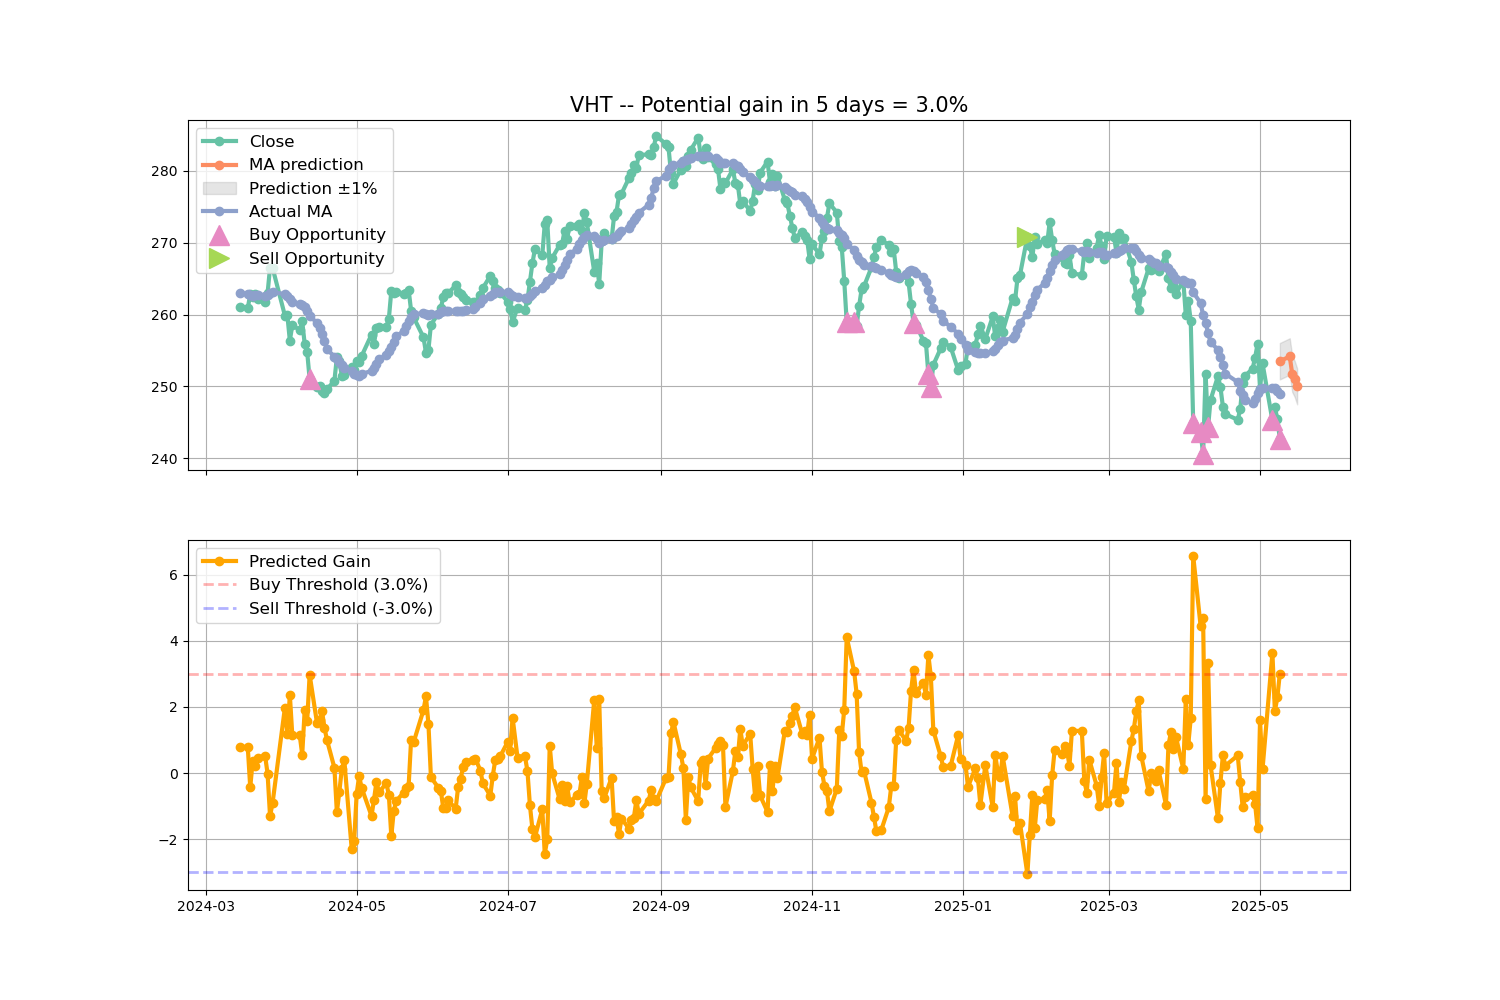 VHT -- Potential gain in 5 days = 3.0%
Close
MA prediction
Prediction ±1%
Actual MA
Buy Opportunity
Sell Opportunity
280
270
260
250
240
Predicted Gain
Buy Threshold (3.0%)
Sell Threshold (-3.0%)
6
4
2
0
−2
2024-03 2024-05 2024-07 2024-09 2024-11 2025-01 2025-03 2025-05